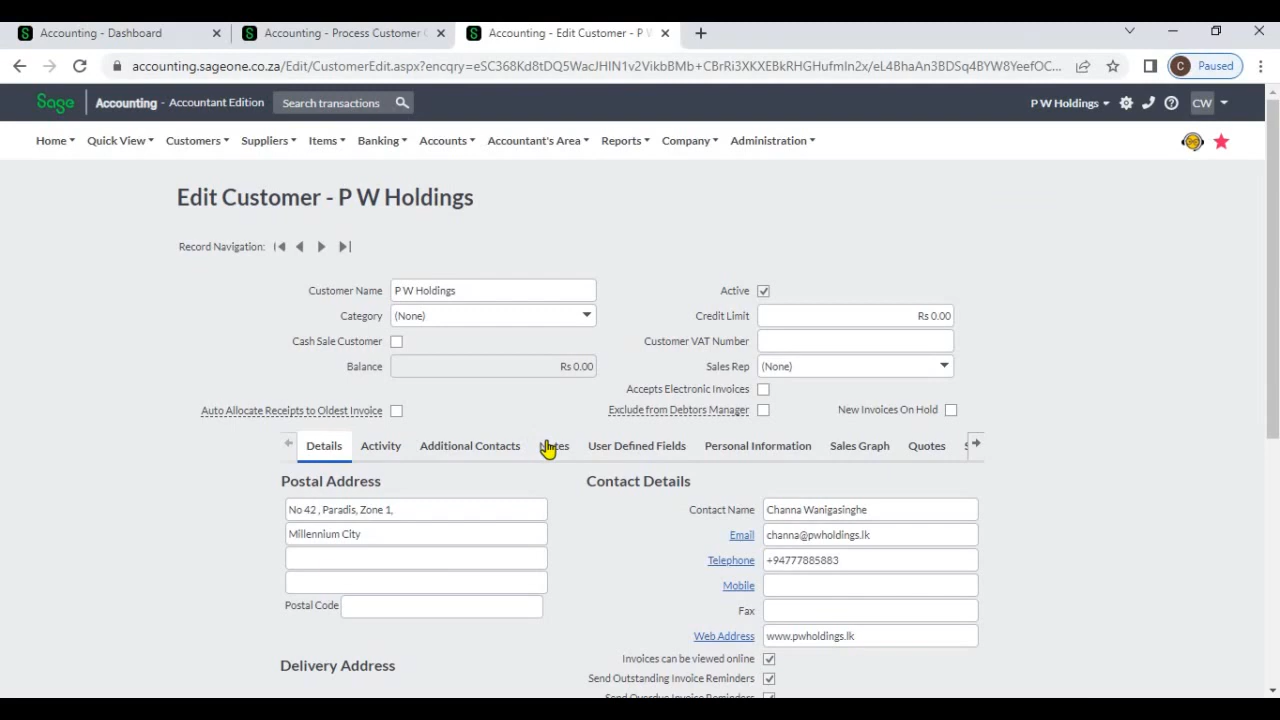 Accounting - Dashboard
Accounting - Process Customer
Accounting - Edit Customer - P W
accounting.sageone.co.za/Edit/CustomerEdit.aspx?encqry=
C Paused
Sage Accounting - Accountant Edition Search transactions P W Holdings CW
Home Quick View Customers Suppliers Items Banking Accounts Accountant's Area Reports Company Administration
Edit Customer - P W Holdings
Record Navigation:
Customer Name P W Holdings Active
Category (None) Credit Limit Rs 0.00
Cash Sale Customer Customer VAT Number
Balance Rs 0.00 Sales Rep (None)
Accepts Electronic Invoices
Auto Allocate Receipts to Oldest Invoice Exclude from Debtors Manager New Invoices On Hold
Details Activity Additional Contacts Notes User Defined Fields Personal Information Sales Graph Quotes
Postal Address Contact Details
No 42 , Paradis, Zone 1, Contact Name Channa Wanigasinghe
Millennium City Email channa@pwholdings.lk
Telephone +94777885883
Mobile
Postal Code Fax
Web Address www.pwholdings.lk
Delivery Address Invoices can be viewed online
Send Outstanding Invoice Reminders
Send Overdue Invoice Reminders